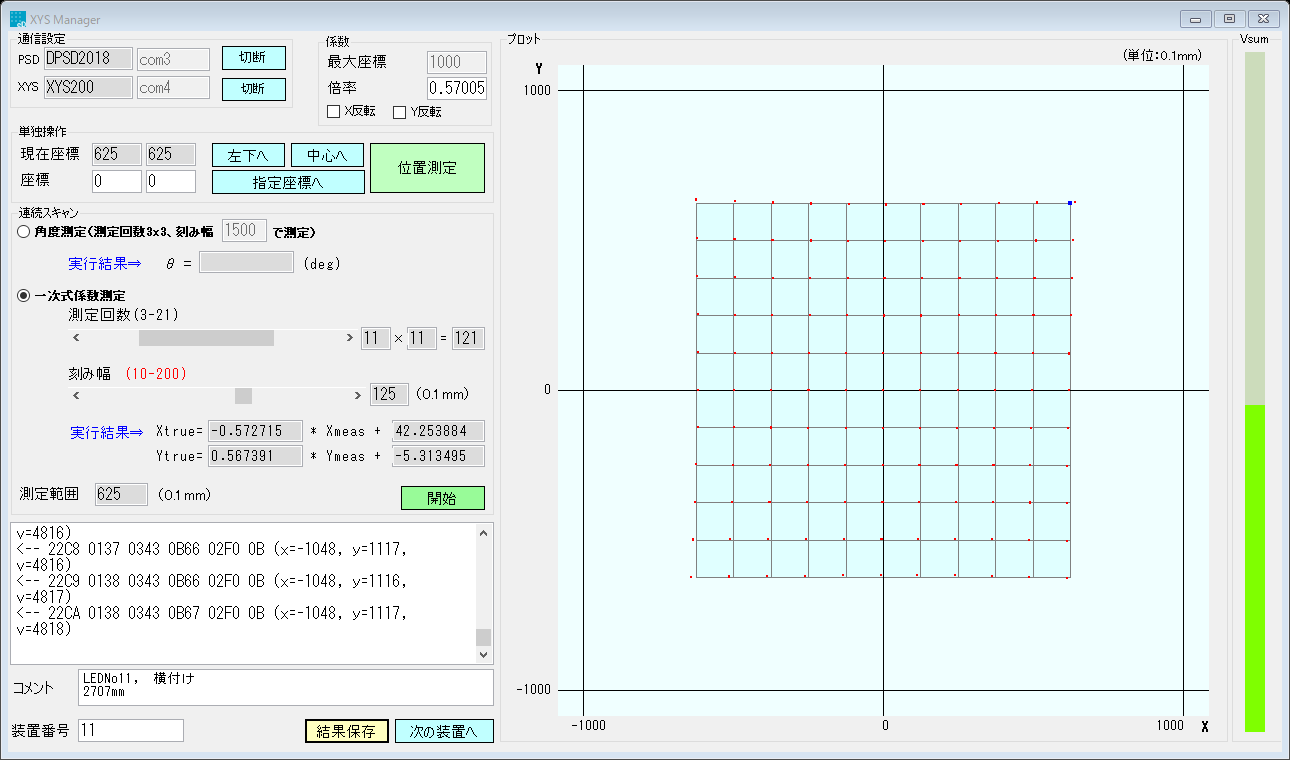 XYS Manager
通信設定
PSD DPSD2018 com3 切断
XYS XYS200 com4 切断
係数
最大座標 1000
倍率 0.57005
X反転 Y反転
単独操作
現在座標 625 625 左下へ 中心へ 位置測定
座標 0 0 指定座標へ
連続スキャン
角度測定(測定回数3x3、刻み幅 1500 で測定)
実行結果⇒ θ = (deg)
一次式係数測定
測定回数(3-21)
< > 11 × 11 = 121
刻み幅 (10-200)
< > 125 (0.1mm)
実行結果⇒ Xtrue= -0.572715 * Xmeas + 42.253884
Ytrue= 0.567391 * Ymeas + -5.313495
測定範囲 625 (0.1mm) 開始
v=4816)
<-- 22C8 0137 0343 0B66 02F0 0B (x=-1048, y=1117,
v=4816)
<-- 22C9 0138 0343 0B66 02F0 0B (x=-1048, y=1116,
v=4817)
<-- 22CA 0138 0343 0B67 02F0 0B (x=-1048, y=1117,
v=4818)
コメント LEDNo11, 横付け
2707mm
装置番号 11 結果保存 次の装置へ
プロット
(単位:0.1mm)
Y
1000
0
-1000
-1000 0 1000 X
Vsum